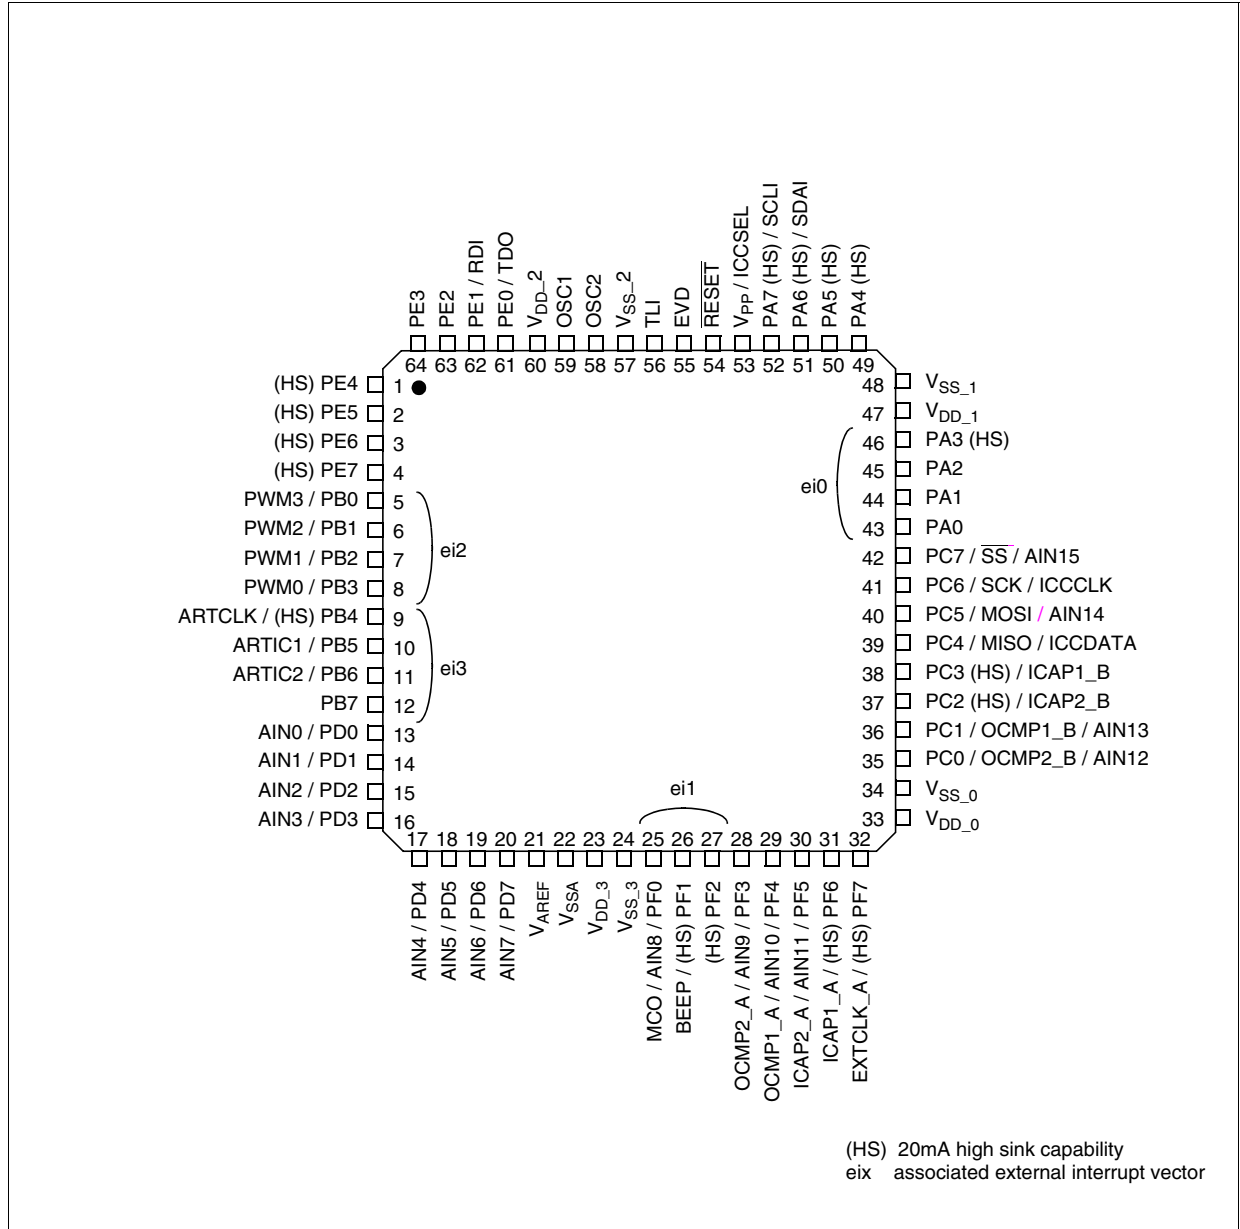 PE3
PE2
PE1 / RDI
PE0 / TDO
VDD_2
OSC1
OSC2
VSS_2
TLI
EVD
RESET
VPP / ICCSEL
PA7 (HS) / SCLI
PA6 (HS) / SDAI
PA5 (HS)
PA4 (HS)
64 63 62 61 60 59 58 57 56 55 54 53 52 51 50 49
(HS) PE4 1
(HS) PE5 2
(HS) PE6 3
(HS) PE7 4
PWM3 / PB0 5
PWM2 / PB1 6
PWM1 / PB2 7
PWM0 / PB3 8
ei2
ARTCLK / (HS) PB4 9
ARTIC1 / PB5 10
ARTIC2 / PB6 11
PB7 12
ei3
AIN0 / PD0 13
AIN1 / PD1 14
AIN2 / PD2 15
AIN3 / PD3 16
48 VSS_1
47 VDD_1
46 PA3 (HS)
45 PA2
44 PA1
43 PA0
ei0
42 PC7 / SS / AIN15
41 PC6 / SCK / ICCCLK
40 PC5 / MOSI / AIN14
39 PC4 / MISO / ICCDATA
38 PC3 (HS) / ICAP1_B
37 PC2 (HS) / ICAP2_B
36 PC1 / OCMP1_B / AIN13
35 PC0 / OCMP2_B / AIN12
34 VSS_0
33 VDD_0
ei1
17 18 19 20 21 22 23 24 25 26 27 28 29 30 31 32
AIN4 / PD4
AIN5 / PD5
AIN6 / PD6
AIN7 / PD7
VAREF
VSSA
VDD_3
VSS_3
MCO / AIN8 / PF0
BEEP / (HS) PF1
(HS) PF2
OCMP2_A / AIN9 / PF3
OCMP1_A / AIN10 / PF4
ICAP2_A / AIN11 / PF5
ICAP1_A / (HS) PF6
EXTCLK_A / (HS) PF7
(HS) 20mA high sink capability
eix associated external interrupt vector